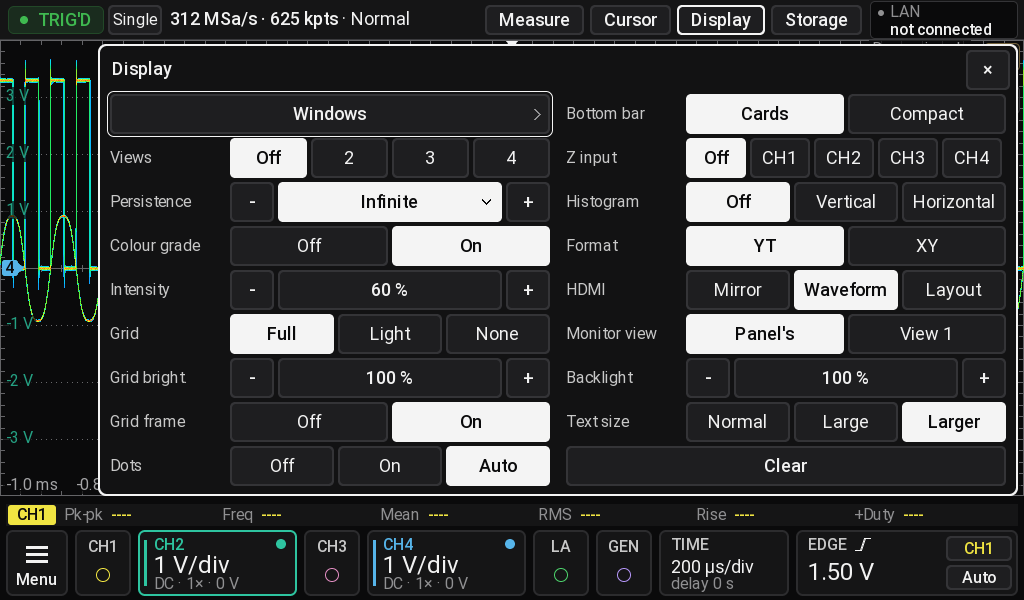 TRIG'D Single 312 MSa/s · 625 kpts · Normal Measure Cursor Display Storage LAN
not connected
Display ×
Windows
Bottom bar Cards Compact
Views Off 2 3 4
Z input Off CH1 CH2 CH3 CH4
Persistence - Infinite +
Histogram Off Vertical Horizontal
Colour grade Off On
Format YT XY
Intensity - 60 % +
HDMI Mirror Waveform Layout
Grid Full Light None
Monitor view Panel's View 1
Grid bright - 100 % +
Backlight - 100 % +
Grid frame Off On
Text size Normal Large Larger
Dots Off On Auto
Clear
3 V
2 V
1 V
4
-1 V
-2 V
-3 V
-1.0 ms -0.8
CH1 Pk-pk ---- Freq ---- Mean ---- RMS ---- Rise ---- +Duty ----
Menu
CH1
CH2
1 V/div
DC · 1× · 0 V
CH3
CH4
1 V/div
DC · 1× · 0 V
LA
GEN
TIME
200 µs/div
delay 0 s
EDGE
1.50 V
CH1
Auto